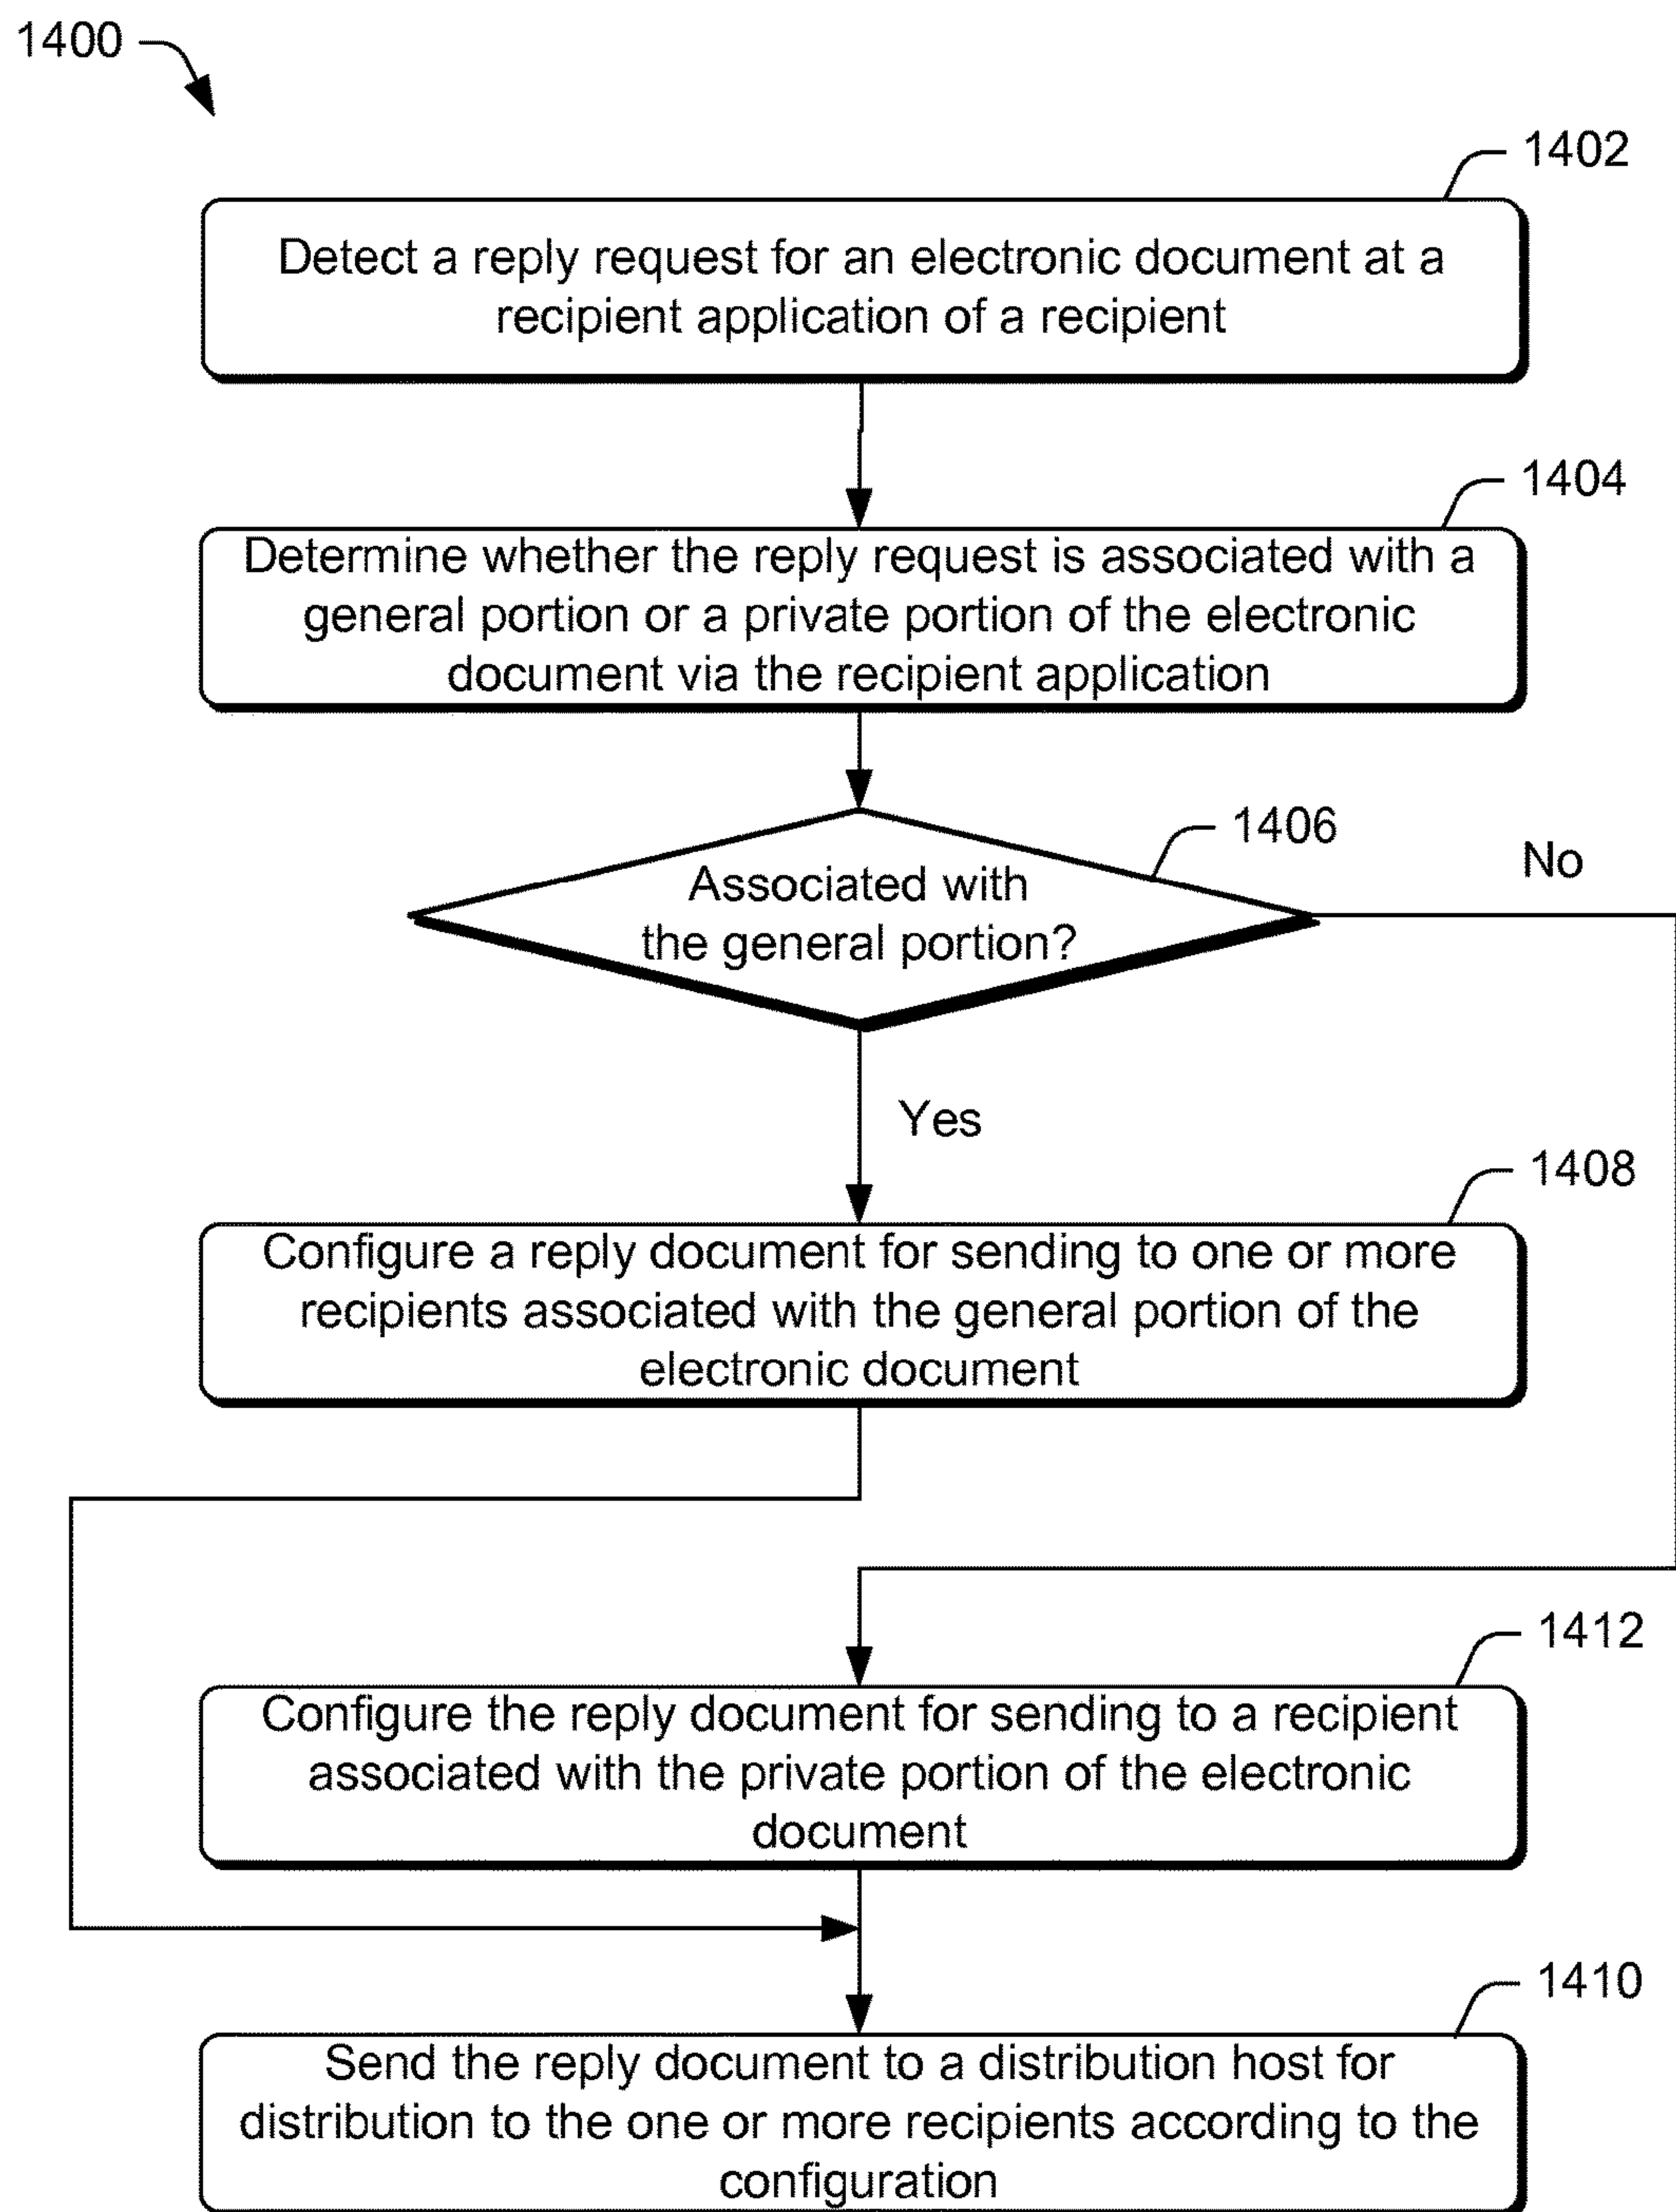 1400
1402
Detect a reply request for an electronic document at a
recipient application of a recipient
1404
Determine whether the reply request is associated with a
general portion or a private portion of the electronic
document via the recipient application
1406
No
Associated with
the general portion?
Yes
1408
Configure a reply document for sending to one or more
recipients associated with the general portion of the
electronic document
1412
Configure the reply document for sending to a recipient
associated with the private portion of the electronic
document
1410
Send the reply document to a distribution host for
distribution to the one or more recipients according to the
configuration